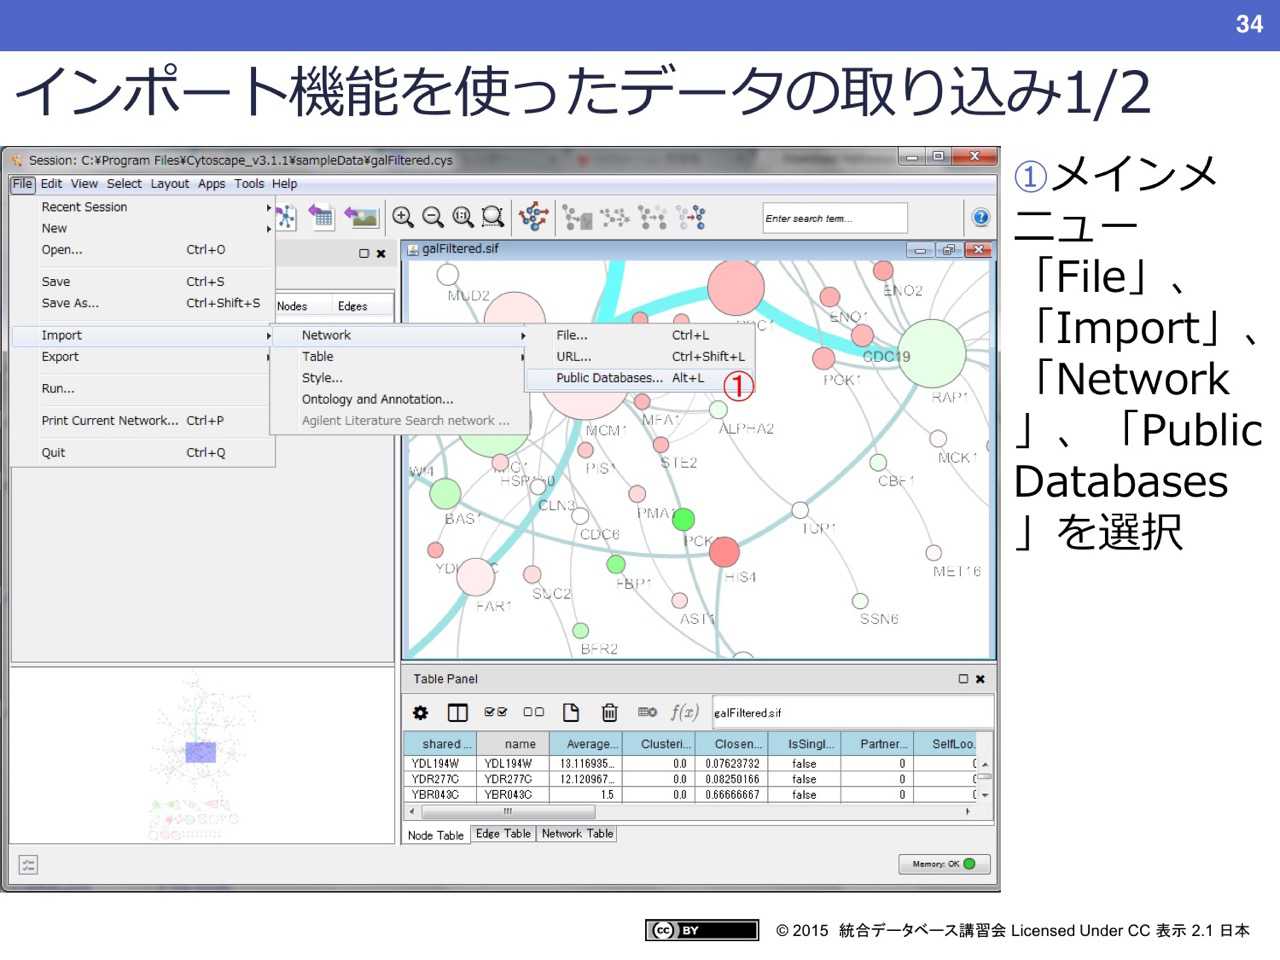 34
インポート機能を使ったデータの取り込み1/2
Session: C:¥Program Files¥Cytoscape_v3.1.1¥sampleData¥galFiltered.cys
File Edit View Select Layout Apps Tools Help
Recent Session
New
Open... Ctrl+O
Save Ctrl+S
Save As... Ctrl+Shift+S
Import
Export
Run...
Print Current Network... Ctrl+P
Quit Ctrl+Q
Network
Table
Style...
Ontology and Annotation...
Agilent Literature Search network ...
File... Ctrl+L
URL... Ctrl+Shift+L
Public Databases... Alt+L
①
Enter search term...
Nodes Edges
galFiltered.sif
MUD2
ENO2
ENO1
CDC19
PGK1
RAP1
MFA1
ALPHA2
MCM1
STE2
PIS1
MCK1
CBF1
CLN3
BAS1
CDC6
PMA1
TUP1
HIS4
MET16
FBP1
SUC2
FAR1
AST1
SSN6
BFR2
Table Panel
f(x) galFiltered.sif
shared ... name Average... Clusteri... Closen... IsSingl... Partner... SelfLoo...
YDL194W YDL194W 13.116935... 0.0 0.07623732 false 0
YDR277C YDR277C 12.120967... 0.0 0.08250166 false 0
YBR043C YBR043C 1.5 0.0 0.66666667 false 0
Node Table Edge Table Network Table
Memory: OK
①メインメ
ニュー
「File」、
「Import」、
「Network
」、「Public
Databases
」を選択
cc BY
© 2015 統合データベース講習会 Licensed Under CC 表示 2.1 日本